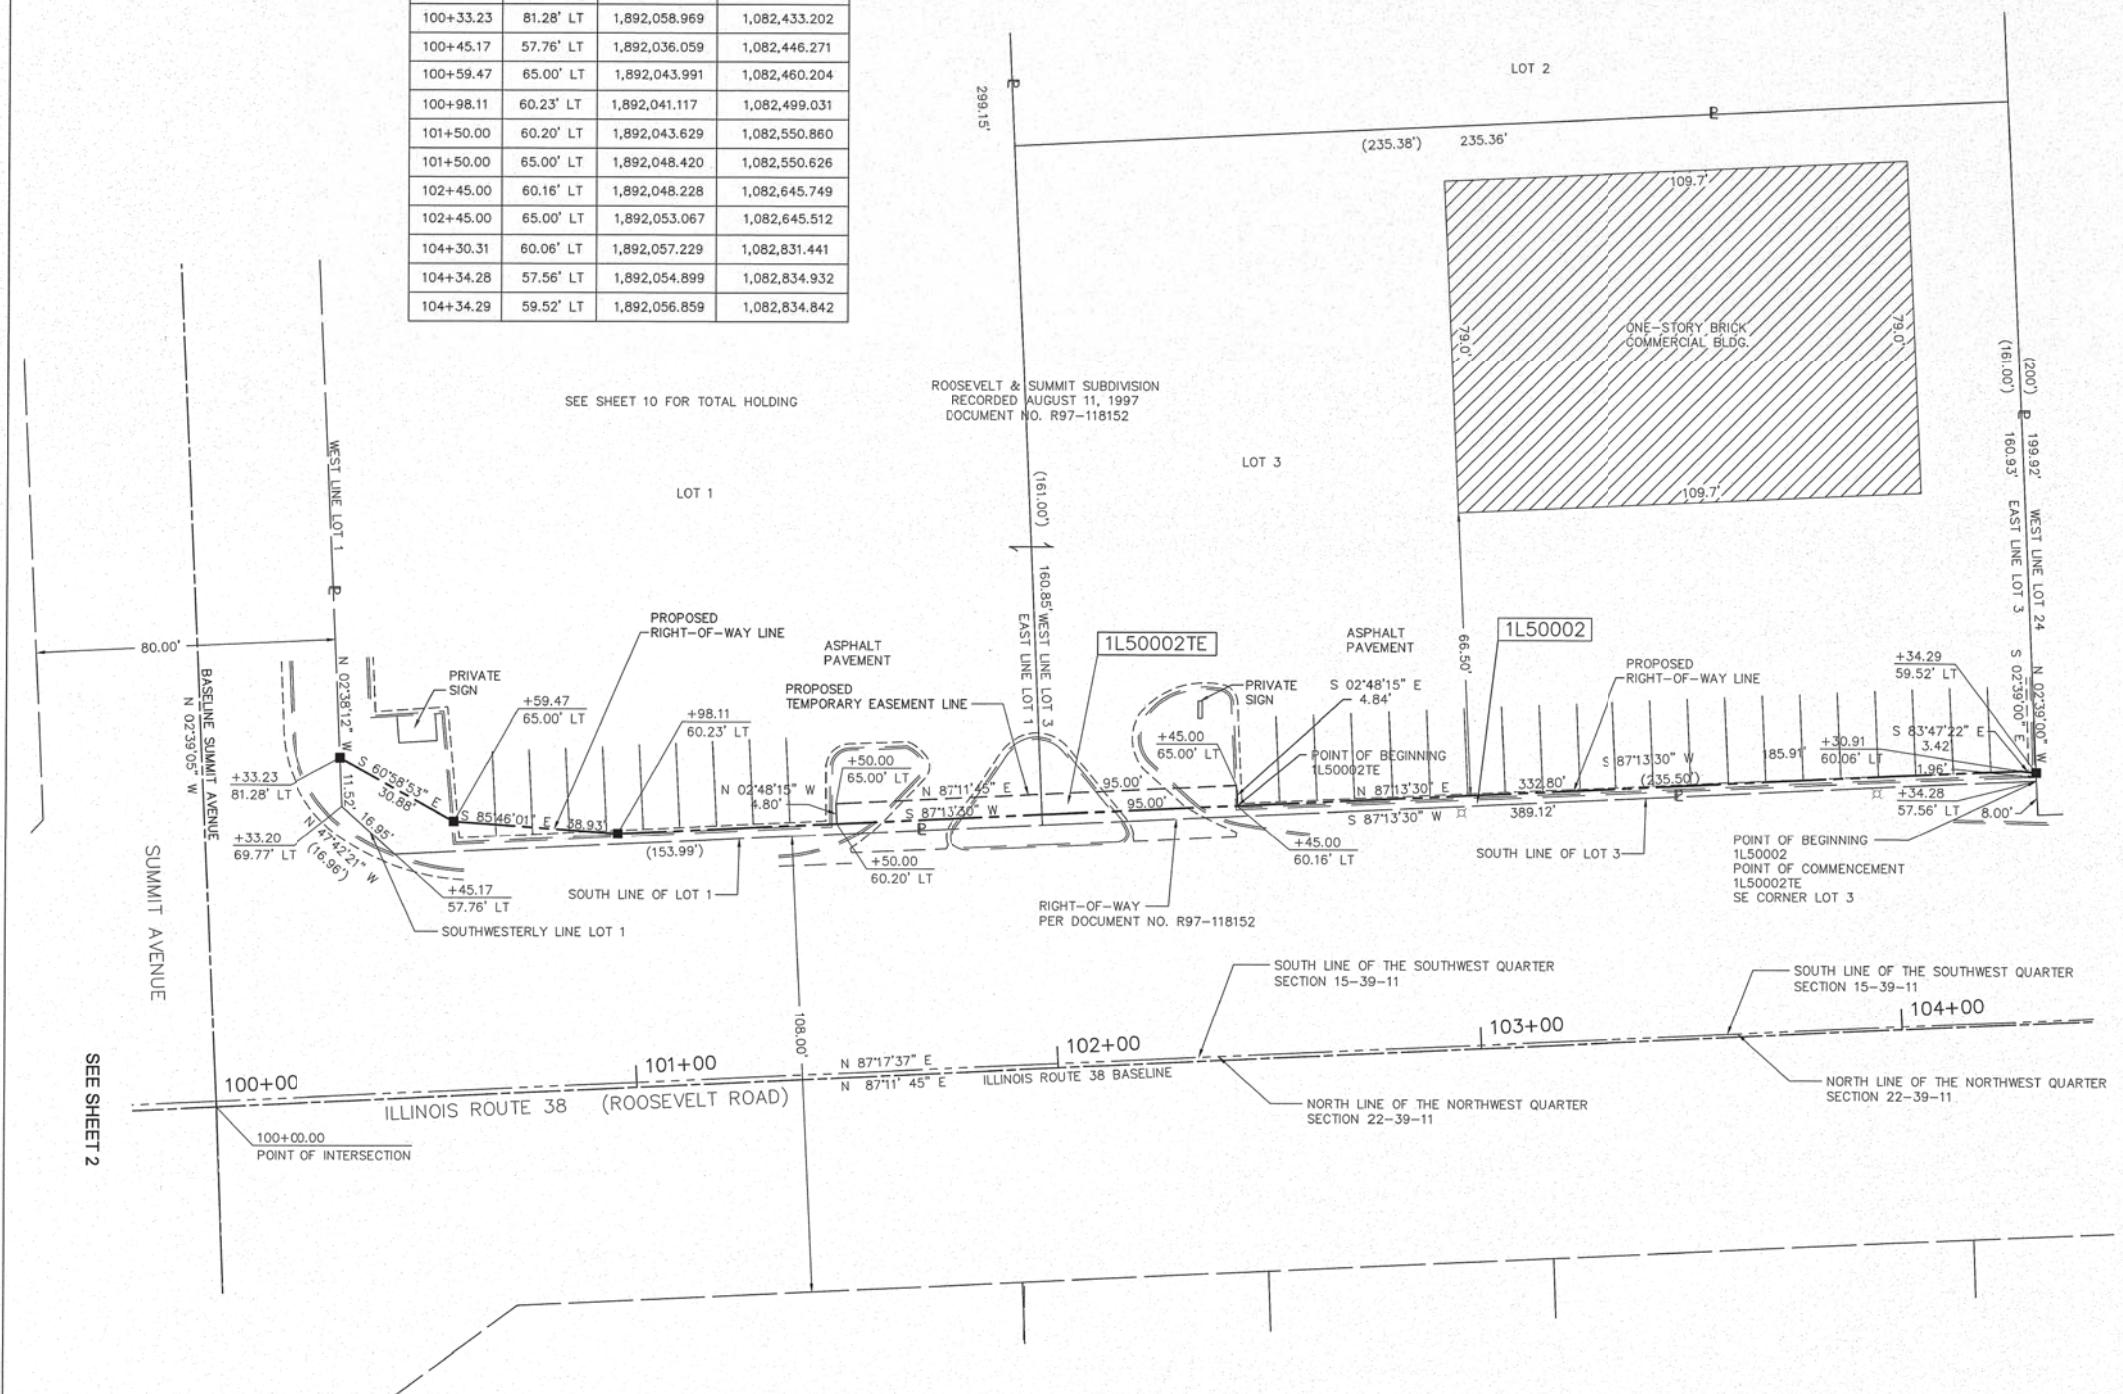 100+33.23 81.28' LT 1,892,058.969 1,082,433.202
100+45.17 57.76' LT 1,892,036.059 1,082,446.271
100+59.47 65.00' LT 1,892,043.991 1,082,460.204
100+98.11 60.23' LT 1,892,041.117 1,082,499.031
101+50.00 60.20' LT 1,892,043.629 1,082,550.860
101+50.00 65.00' LT 1,892,048.420 1,082,550.626
102+45.00 60.16' LT 1,892,048.228 1,082,645.749
102+45.00 65.00' LT 1,892,053.067 1,082,645.512
104+30.31 60.06' LT 1,892,057.229 1,082,831.441
104+34.28 57.56' LT 1,892,054.899 1,082,834.932
104+34.29 59.52' LT 1,892,056.859 1,082,834.842
LOT 2
299.15'
(235.38') 235.36'
109.7'
79.0'
79.0'
ONE-STORY BRICK
COMMERCIAL BLDG.
109.7'
SEE SHEET 10 FOR TOTAL HOLDING
ROOSEVELT & SUMMIT SUBDIVISION
RECORDED AUGUST 11, 1997
DOCUMENT NO. R97-118152
LOT 3
LOT 1
WEST LINE LOT 1
N 02°38'12" W
(161.00')
160.85' WEST LINE LOT 3
EAST LINE LOT 1
(200') 199.92' WEST LINE LOT 24 N 02°39'00" W
(161.00') 160.93' EAST LINE LOT 3 S 02°39'00" E
80.00'
BASELINE SUMMIT AVENUE
N 02°39'05" W
PRIVATE
SIGN
PROPOSED
RIGHT-OF-WAY LINE
ASPHALT
PAVEMENT
PROPOSED
TEMPORARY EASEMENT LINE
1L50002TE
ASPHALT
PAVEMENT
1L50002
66.50'
PROPOSED
RIGHT-OF-WAY LINE
+34.29
59.52' LT
+59.47
65.00' LT
+98.11
60.23' LT
PRIVATE
SIGN
S 02°48'15" E
4.84'
+45.00
65.00' LT
POINT OF BEGINNING
1L50002TE
+50.00
65.00' LT
N 02°48'15" W
4.80'
N 87°11'45" E 95.00'
S 87°13'30" W 95.00'
N 87°13'30" E 332.80'
S 87°13'30" W 389.12'
S 87°13'30" W 185.91'
(235.50')
+30.91
60.06' LT
S 83°47'22" E
3.42'
1.96'
+34.28
57.56' LT
8.00'
+33.23
81.28' LT
S 60°58'53" E
30.88'
11.52'
16.95'
S 85°46'01" E 38.93'
+33.20
69.77' LT
N 47°42'21" W
(16.96')
+45.17
57.76' LT
(153.99')
SOUTH LINE OF LOT 1
SOUTHWESTERLY LINE LOT 1
+50.00
60.20' LT
+45.00
60.16' LT
SOUTH LINE OF LOT 3
POINT OF BEGINNING
1L50002
POINT OF COMMENCEMENT
1L50002TE
SE CORNER LOT 3
RIGHT-OF-WAY
PER DOCUMENT NO. R97-118152
SUMMIT AVENUE
108.00'
SOUTH LINE OF THE SOUTHWEST QUARTER
SECTION 15-39-11
SOUTH LINE OF THE SOUTHWEST QUARTER
SECTION 15-39-11
100+00
101+00
102+00
103+00
104+00
N 87°17'37" E
N 87°11' 45" E
ILLINOIS ROUTE 38 BASELINE
ILLINOIS ROUTE 38 (ROOSEVELT ROAD)
NORTH LINE OF THE NORTHWEST QUARTER
SECTION 22-39-11
NORTH LINE OF THE NORTHWEST QUARTER
SECTION 22-39-11
100+00.00
POINT OF INTERSECTION
SEE SHEET 2